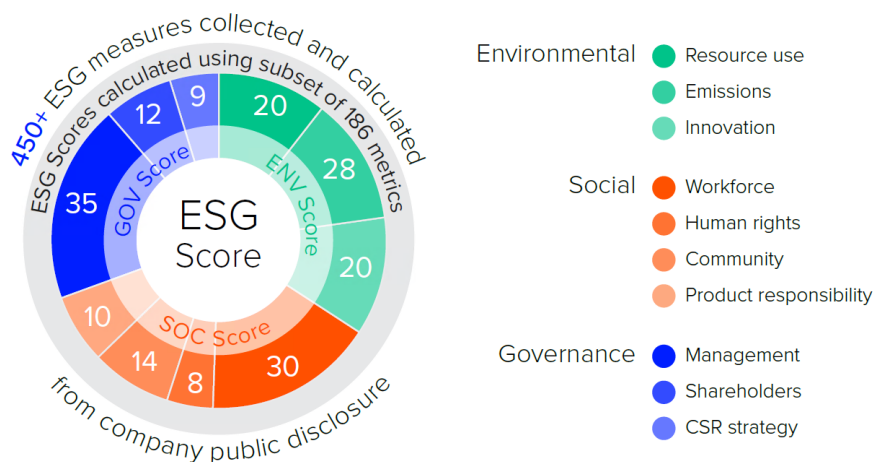 450+ ESG measures collected and calculated
ESG Scores calculated using subset of 186 metrics
from company public disclosure
ESG
Score
ENV Score
SOC Score
GOV Score
20
28
20
30
8
14
10
35
12
9
Environmental
Resource use
Emissions
Innovation
Social
Workforce
Human rights
Community
Product responsibility
Governance
Management
Shareholders
CSR strategy